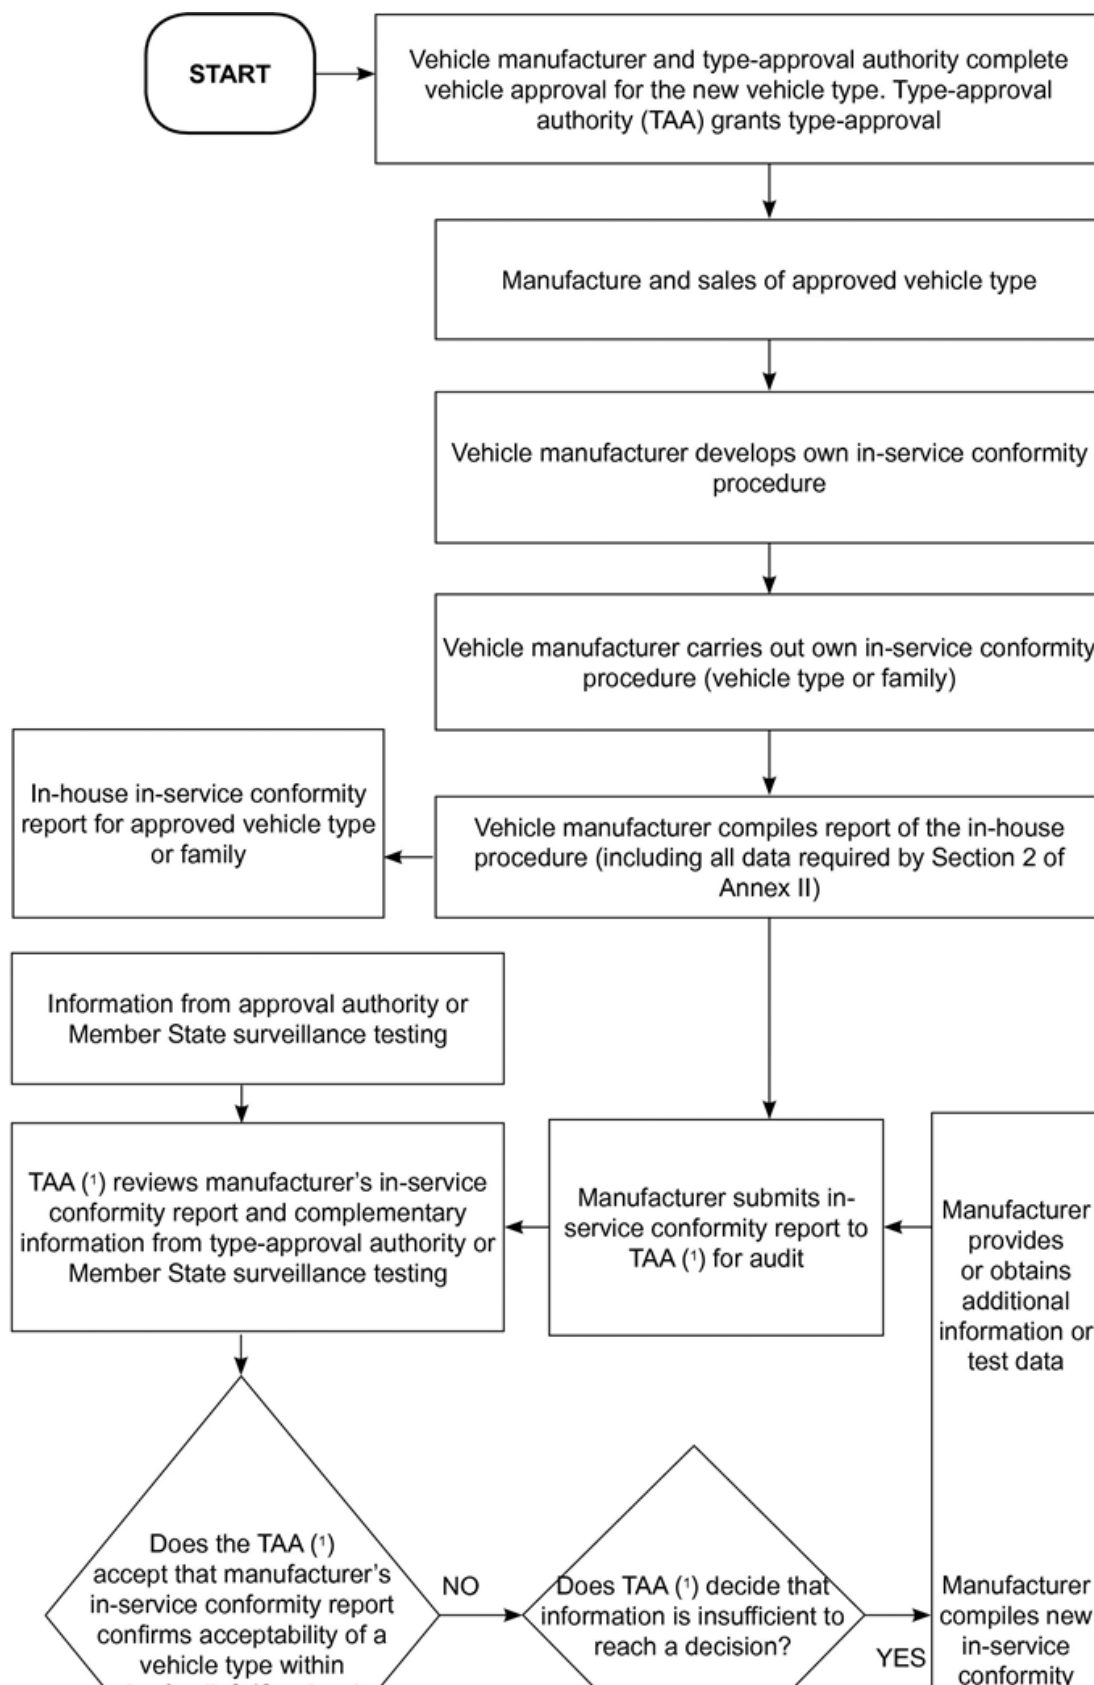 START
Vehicle manufacturer and type-approval authority complete
vehicle approval for the new vehicle type. Type-approval
authority (TAA) grants type-approval
Manufacture and sales of approved vehicle type
Vehicle manufacturer develops own in-service conformity
procedure
Vehicle manufacturer carries out own in-service conformity
procedure (vehicle type or family)
In-house in-service conformity
report for approved vehicle type
or family
Vehicle manufacturer compiles report of the in-house
procedure (including all data required by Section 2 of
Annex II)
Information from approval authority or
Member State surveillance testing
TAA (¹) reviews manufacturer’s in-service
conformity report and complementary
information from type-approval authority or
Member State surveillance testing
Manufacturer submits in-
service conformity report to
TAA (¹) for audit
Manufacturer
provides
or obtains
additional
information or
test data
Does the TAA (¹)
accept that manufacturer’s
in-service conformity report
confirms acceptability of a
vehicle type within
NO
Does TAA (¹) decide that
information is insufficient to
reach a decision?
YES
Manufacturer
compiles new
in-service
conformity